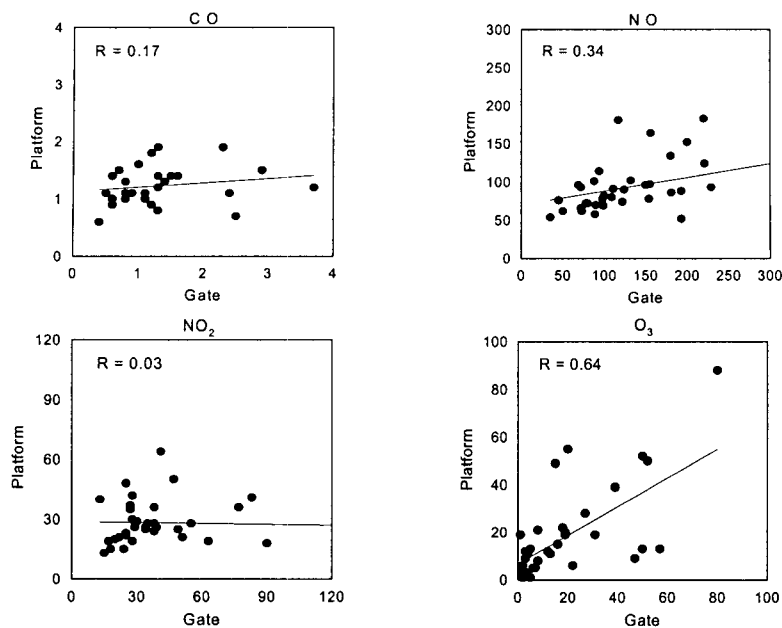 CO
R = 0.17
Platform
4
3
2
1
0
0 1 2 3 4
Gate
NO
R = 0.34
Platform
300
250
200
150
100
50
0
0 50 100 150 200 250 300
Gate
NO₂
R = 0.03
Platform
120
90
60
30
0
0 30 60 90 120
Gate
O₃
R = 0.64
Platform
100
80
60
40
20
0
0 20 40 60 80 100
Gate